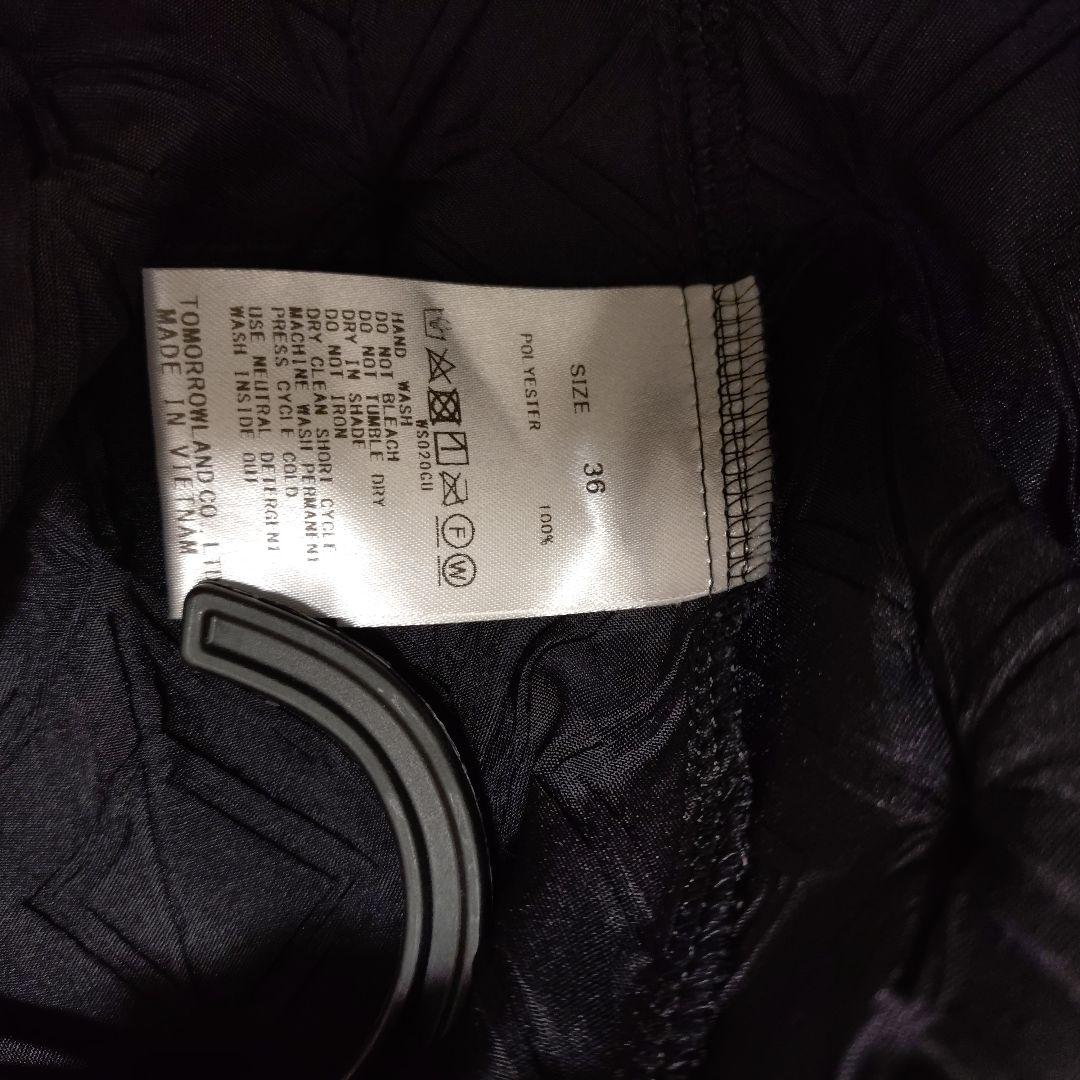 SIZE 36
POLYESTER 100%
F W
WS020GU
HAND WASH
DO NOT BLEACH
DO NOT TUMBLE DRY
DRY IN SHADE
DO NOT IRON
DRY CLEAN SHORT CYCLE
MACHINE WASH PERMANENT
PRESS CYCLE COLD
USE NEUTRAL DETERGENT
WASH INSIDE OUT
TOMORROWLAND CO., LTD
MADE IN VIETNAM